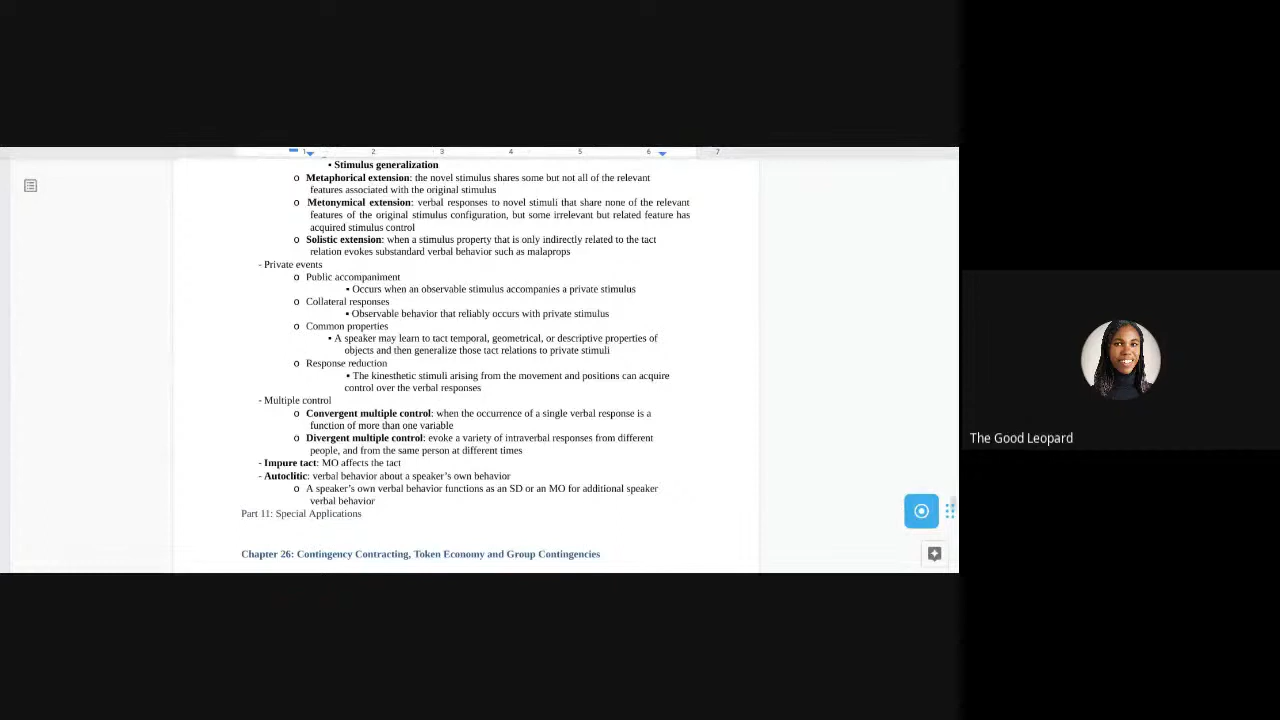 1 2 3 4 5 6 7
▪ Stimulus generalization
o Metaphorical extension: the novel stimulus shares some but not all of the relevant
features associated with the original stimulus
o Metonymical extension: verbal responses to novel stimuli that share none of the relevant
features of the original stimulus configuration, but some irrelevant but related feature has
acquired stimulus control
o Solistic extension: when a stimulus property that is only indirectly related to the tact
relation evokes substandard verbal behavior such as malaprops
- Private events
o Public accompaniment
▪ Occurs when an observable stimulus accompanies a private stimulus
o Collateral responses
▪ Observable behavior that reliably occurs with private stimulus
o Common properties
▪ A speaker may learn to tact temporal, geometrical, or descriptive properties of
objects and then generalize those tact relations to private stimuli
o Response reduction
▪ The kinesthetic stimuli arising from the movement and positions can acquire
control over the verbal responses
- Multiple control
o Convergent multiple control: when the occurrence of a single verbal response is a
function of more than one variable
o Divergent multiple control: evoke a variety of intraverbal responses from different
people, and from the same person at different times
- Impure tact: MO affects the tact
- Autoclitic: verbal behavior about a speaker's own behavior
o A speaker's own verbal behavior functions as an SD or an MO for additional speaker
verbal behavior
Part 11: Special Applications
Chapter 26: Contingency Contracting, Token Economy and Group Contingencies
The Good Leopard